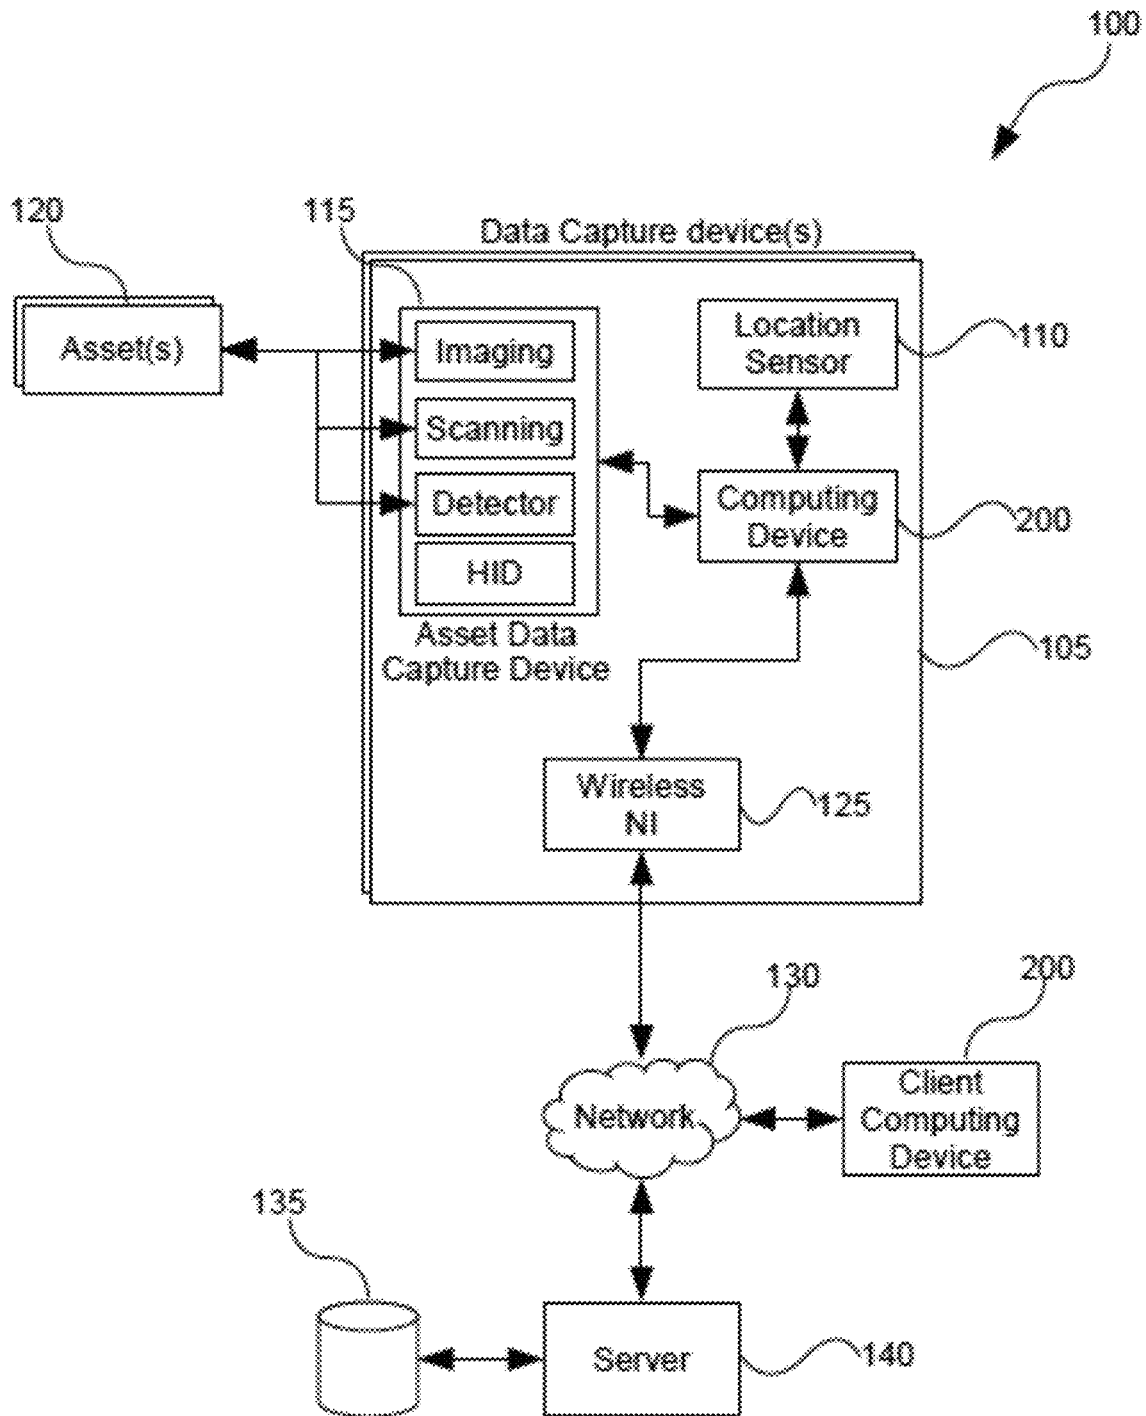 100
120
115
Data Capture device(s)
Asset(s)
Imaging
Scanning
Detector
HID
Asset Data
Capture Device
Location
Sensor
110
Computing
Device
200
105
Wireless
NI
125
130
200
Network
Client
Computing
Device
135
Server
140